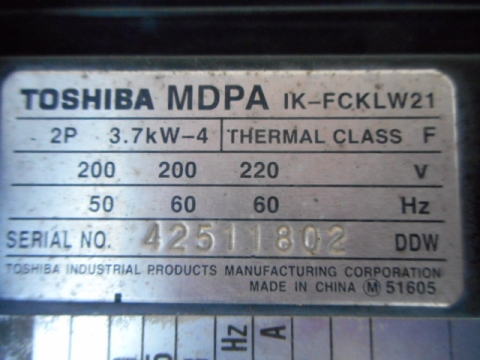 TOSHIBA MDPA IK-FCKLW21
2P 3.7kW-4 THERMAL CLASS F
200 200 220 V
50 60 60 Hz
SERIAL NO. 42511802 DDW
TOSHIBA INDUSTRIAL PRODUCTS MANUFACTURING CORPORATION
MADE IN CHINA Ⓜ 51605
Hz
A